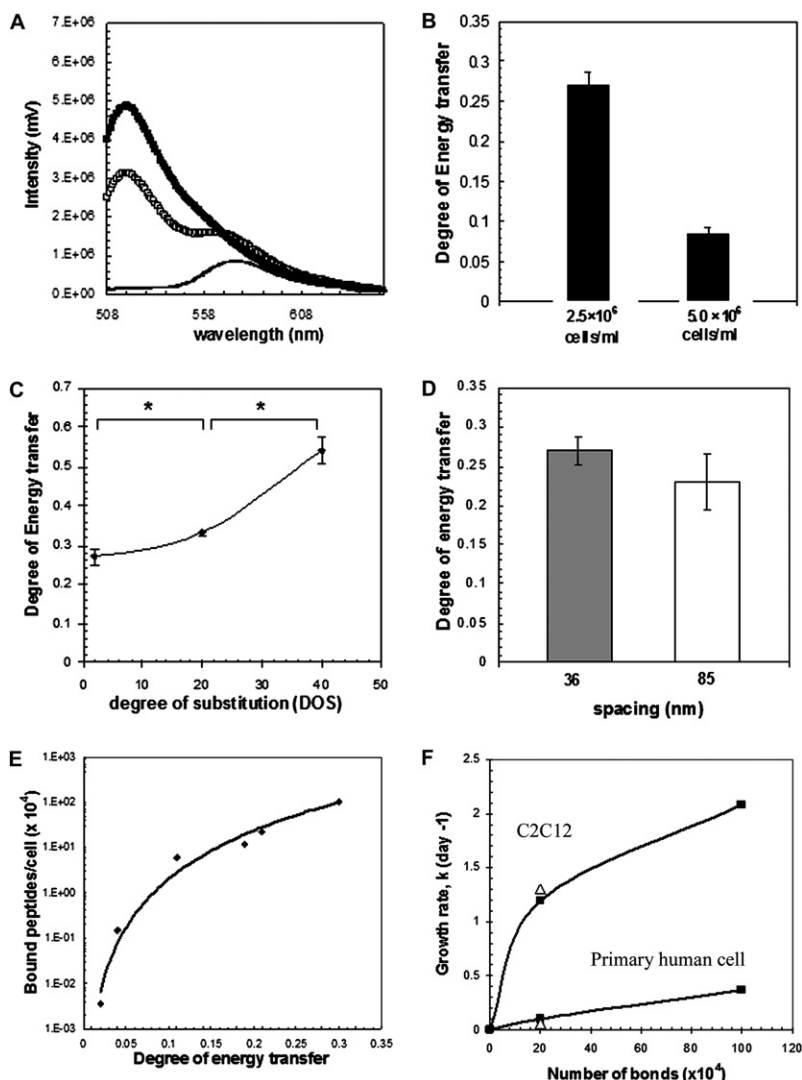 A
Intensity (mV)
7.E+06
6.E+06
5.E+06
4.E+06
3.E+06
2.E+06
1.E+06
0.E+00
508 558 608
wavelength (nm)
B
Degree of Energy transfer
0.35
0.3
0.25
0.2
0.15
0.1
0.05
0
2.5×10⁶ 5.0 × 10⁶
cells/ml cells/ml
C
Degree of Energy transfer
0.7
0.6
0.5
0.4
0.3
0.2
0.1
0
* *
0 10 20 30 40 50
degree of substitution (DOS)
D
Degree of energy transfer
0.35
0.3
0.25
0.2
0.15
0.1
0.05
0
36 85
spacing (nm)
E
Bound peptides/cell (x 10⁴)
1.E+03
1.E+02
1.E+01
1.E+00
1.E-01
1.E-02
1.E-03
0 0.05 0.1 0.15 0.2 0.25 0.3 0.35
Degree of energy transfer
F
Growth rate, k (day -1)
2.5
2
1.5
1
0.5
0
C2C12
Primary human cell
0 20 40 60 80 100 120
Number of bonds (x10⁴)